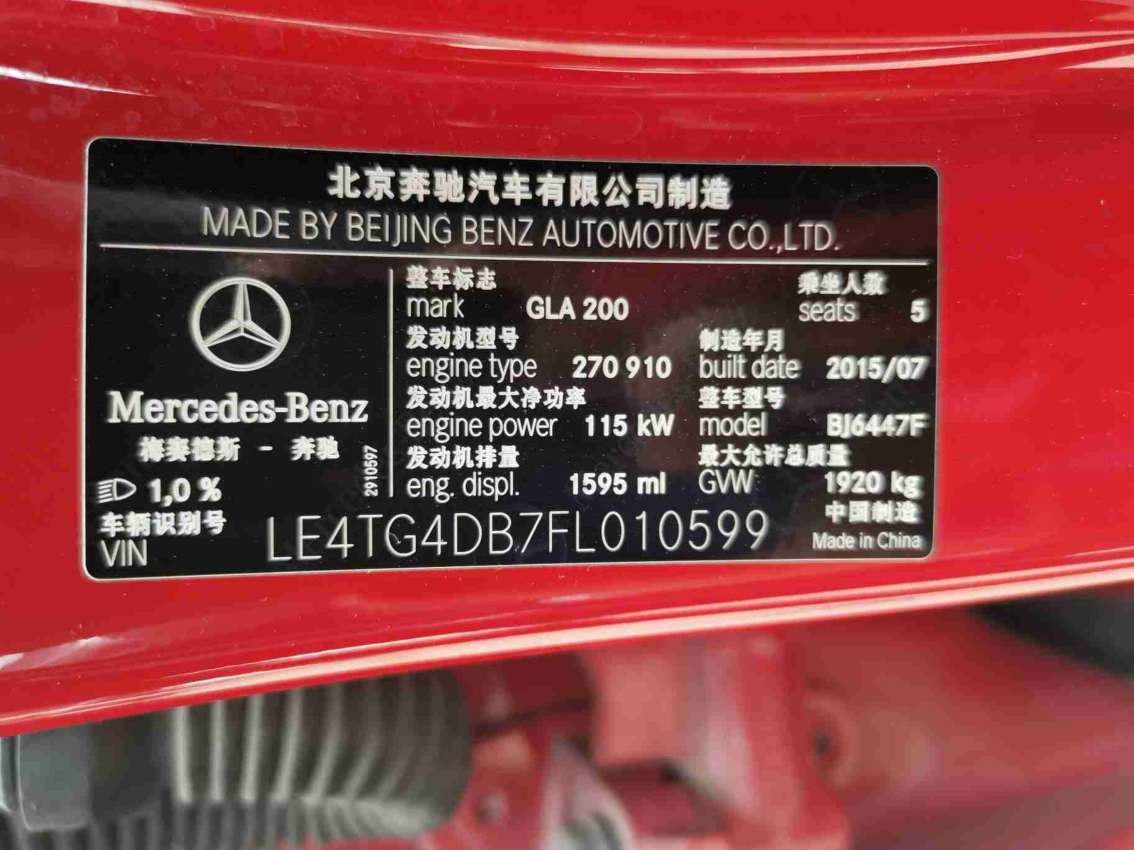 北京奔驰汽车有限公司制造
MADE BY BEIJING BENZ AUTOMOTIVE CO.,LTD.
整车标志 乘坐人数
mark GLA 200 seats 5
发动机型号 制造年月
engine type 270 910 built date 2015/07
发动机最大净功率 整车型号
engine power 115 kW model BJ6447F
发动机排量 最大允许总质量
eng. displ. 1595 ml GVW 1920 kg
Mercedes-Benz
梅赛德斯 - 奔驰
2910597
1,0 %
车辆识别号
VIN LE4TG4DB7FL010599
中国制造
Made in China